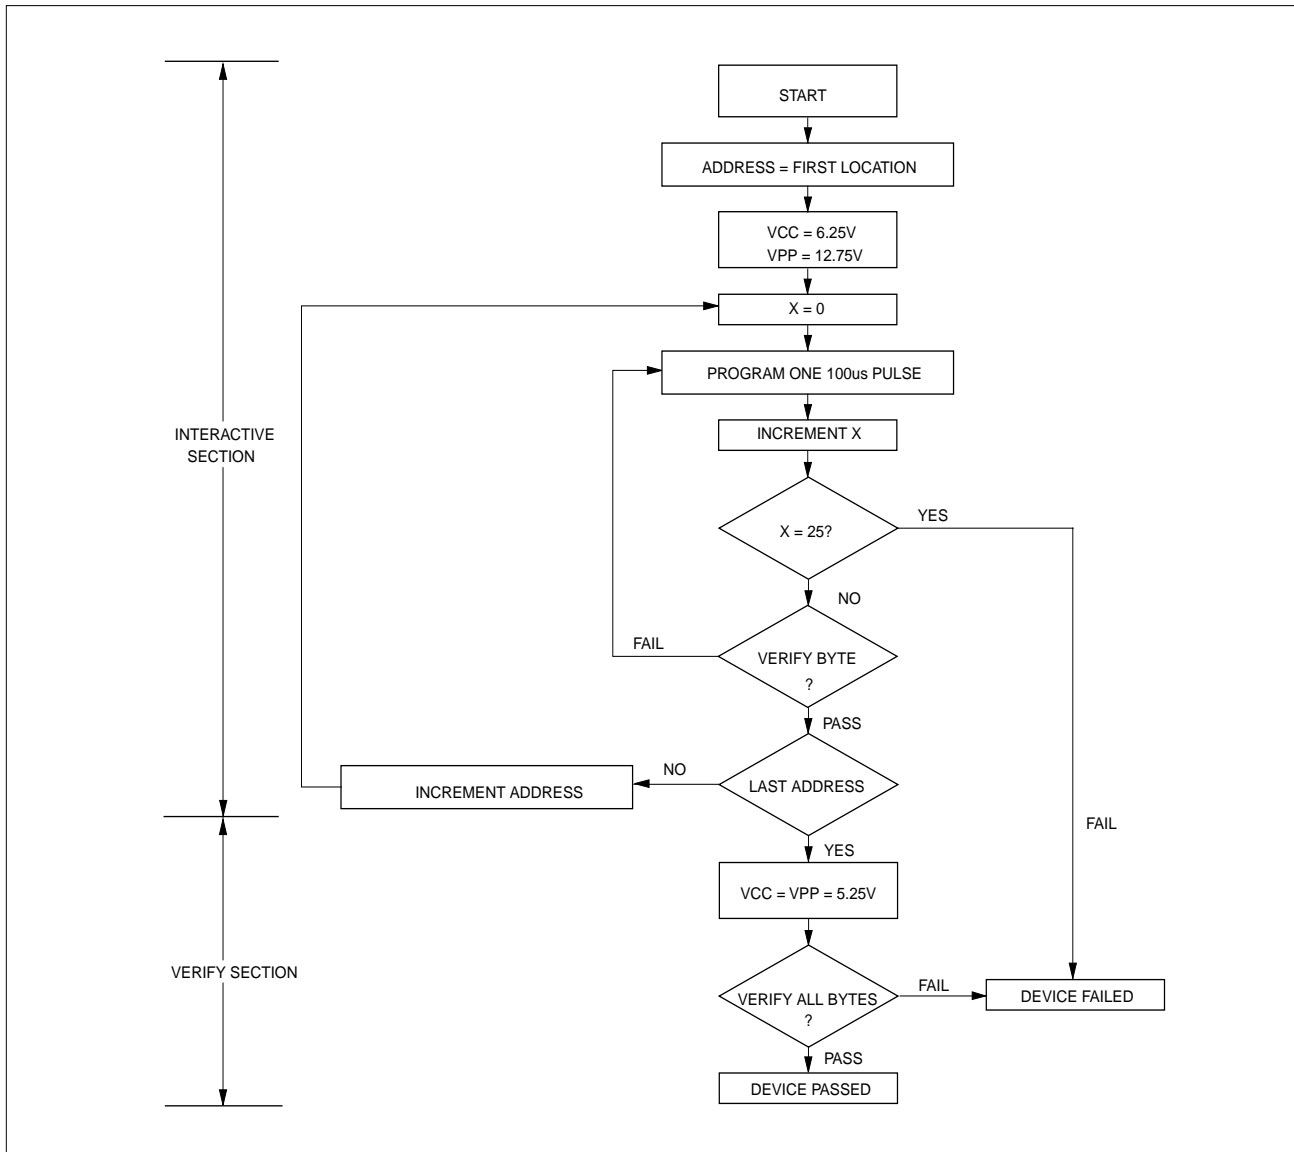 START
ADDRESS = FIRST LOCATION
VCC = 6.25V
VPP = 12.75V
X = 0
PROGRAM ONE 100us PULSE
INCREMENT X
INTERACTIVE
SECTION
X = 25?
YES
NO
FAIL
VERIFY BYTE
?
PASS
NO
LAST ADDRESS
INCREMENT ADDRESS
FAIL
YES
VCC = VPP = 5.25V
VERIFY SECTION
VERIFY ALL BYTES
?
FAIL
DEVICE FAILED
PASS
DEVICE PASSED